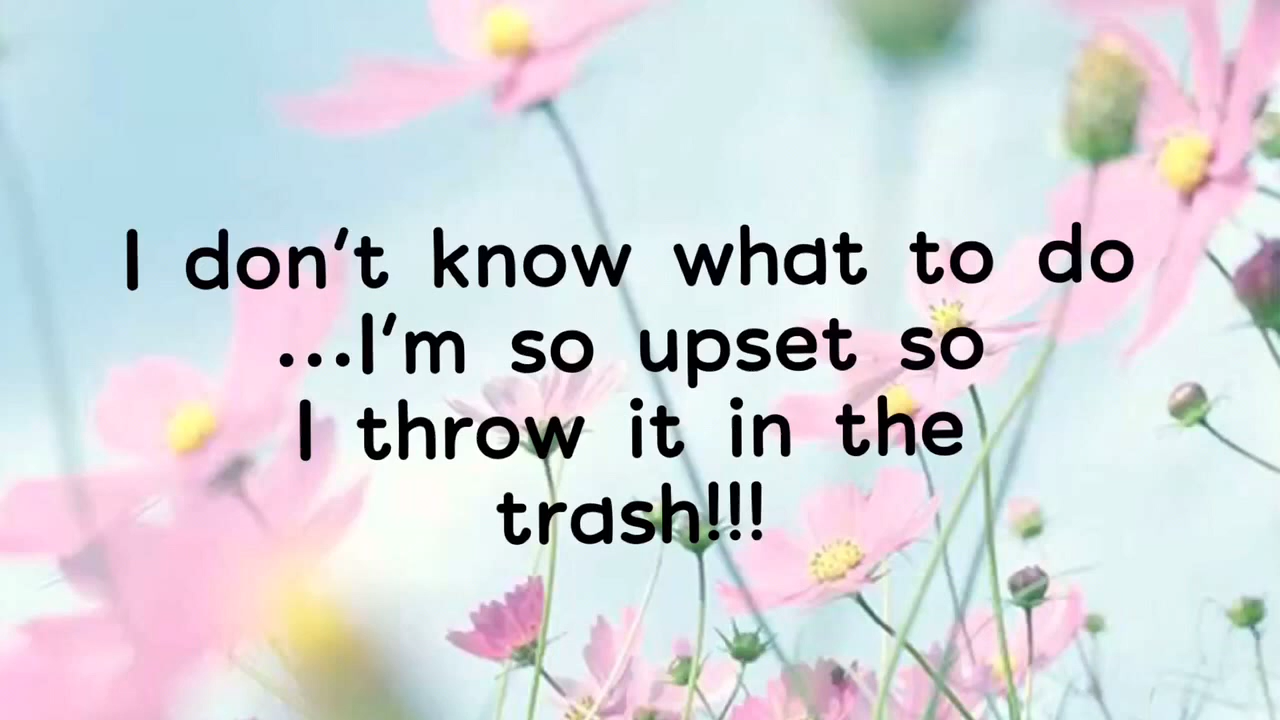 I don't know what to do
...I'm so upset so
I throw it in the
trash!!!